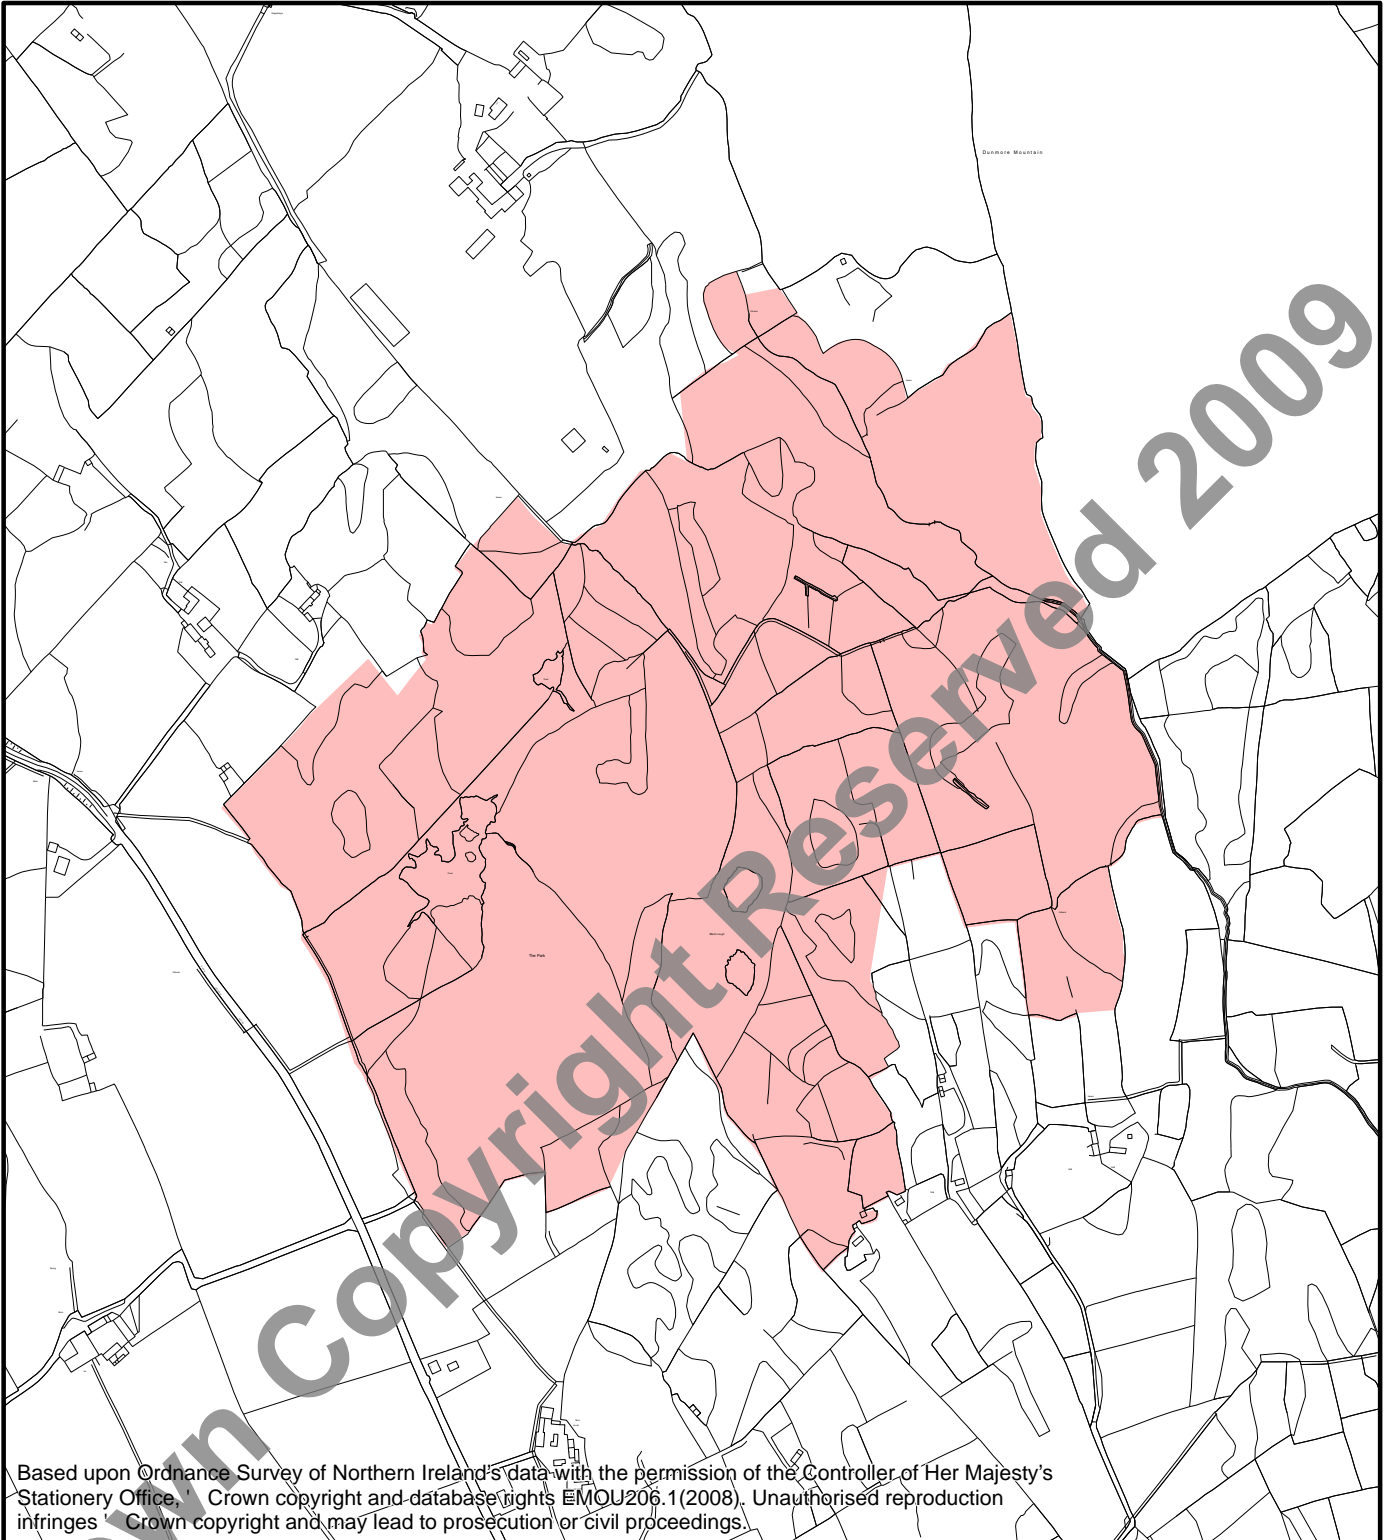 Dunmore Mountain
The Park
Crown Copyright Reserved 2009
Based upon Ordnance Survey of Northern Ireland's data with the permission of the Controller of Her Majesty's
Stationery Office, ' Crown copyright and database rights EMOU206.1(2008). Unauthorised reproduction
infringes ' Crown copyright and may lead to prosecution or civil proceedings.